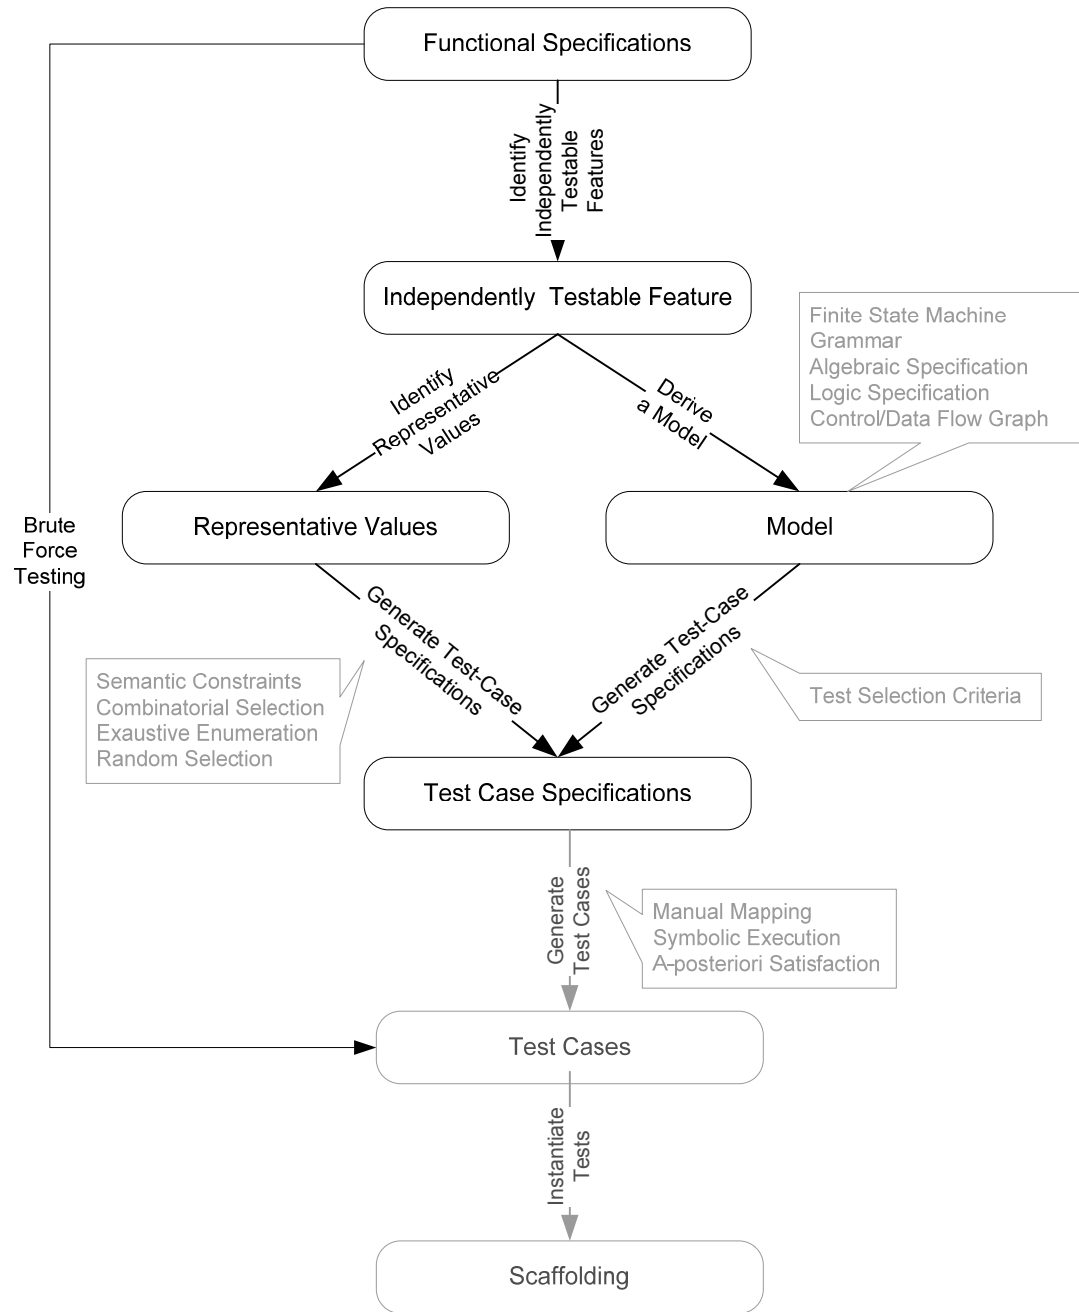 Functional Specifications
Identify
Independently
Testable
Features
Independently Testable Feature
Finite State Machine
Grammar
Algebraic Specification
Logic Specification
Control/Data Flow Graph
Identify
Representative
Values
Derive
a Model
Brute
Force
Testing
Representative Values
Model
Generate Test-Case
Specifications
Generate Test-Case
Specifications
Semantic Constraints
Combinatorial Selection
Exaustive Enumeration
Random Selection
Test Selection Criteria
Test Case Specifications
Generate
Test Cases
Manual Mapping
Symbolic Execution
A-posteriori Satisfaction
Test Cases
Instantiate
Tests
Scaffolding